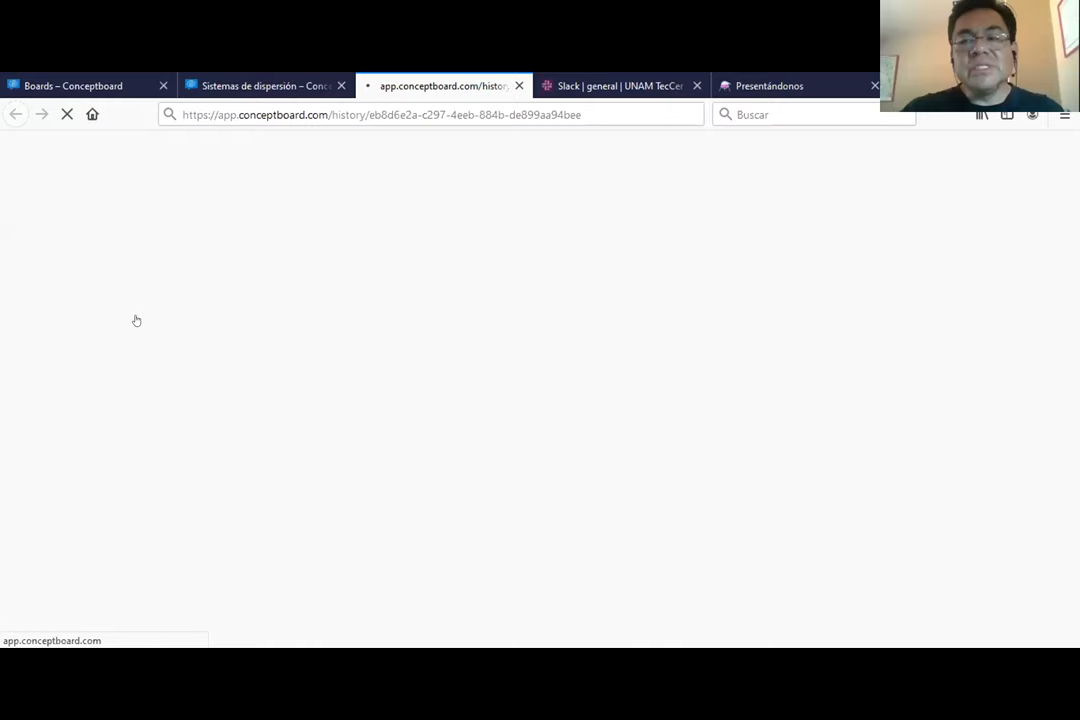 Boards – Conceptboard
Sistemas de dispersión – Conc
app.conceptboard.com/histor
Slack | general | UNAM TecCer
Presentándonos
https://app.conceptboard.com/history/eb8d6e2a-c297-4eeb-884b-de899aa94bee
Buscar
app.conceptboard.com